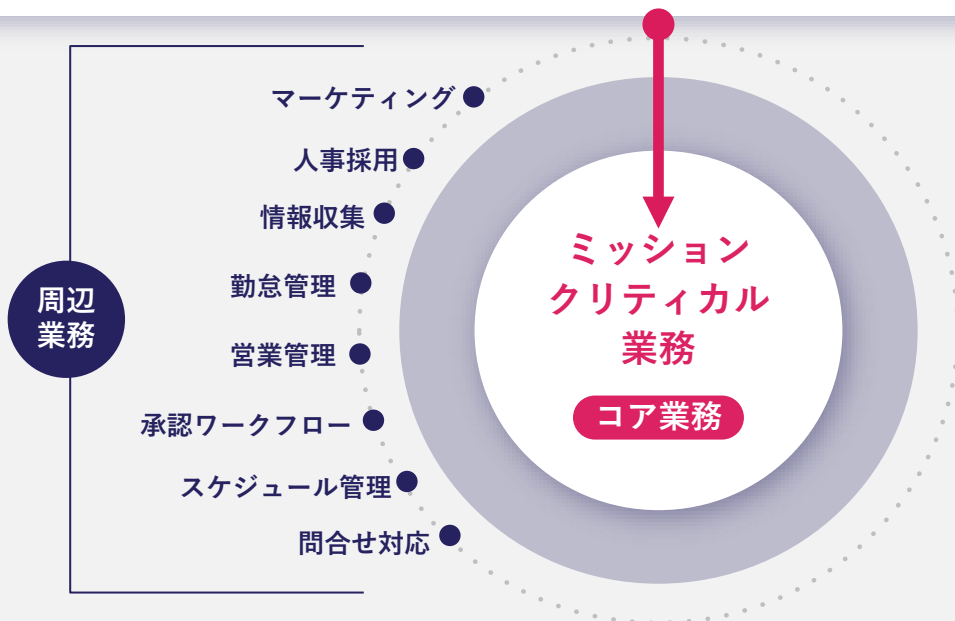 マーケティング
人事採用
情報収集
勤怠管理
営業管理
承認ワークフロー
スケジュール管理
問合せ対応
周辺
業務
ミッション
クリティカル
業務
コア業務